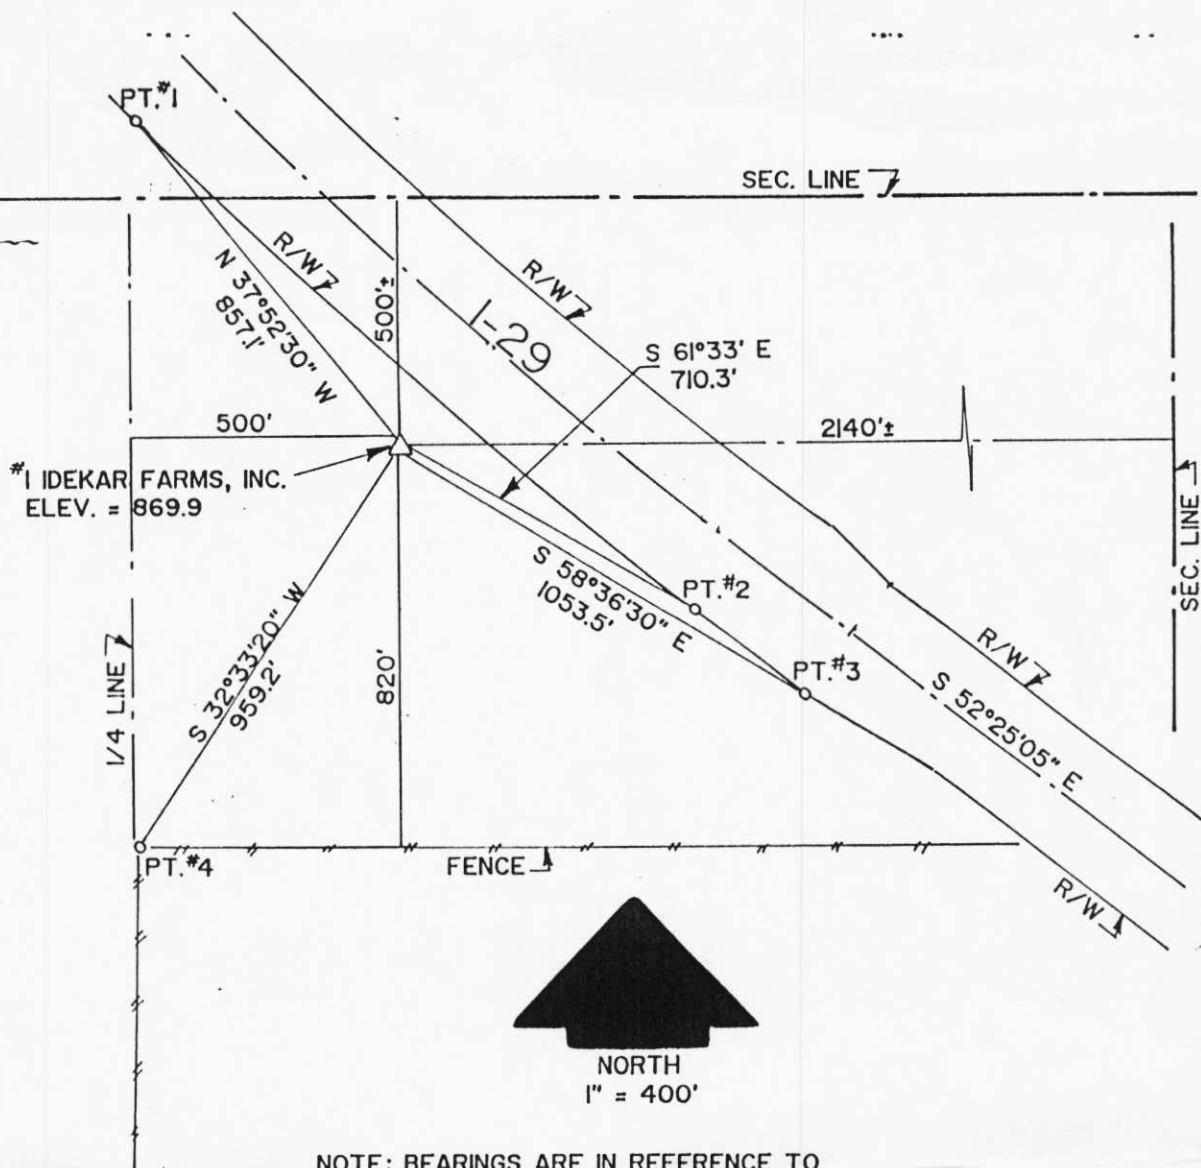 PT.#1
SEC. LINE
R/W
R/W
N 37°52'30" W
857.1'
500'±
I-29
S 61°33' E
710.3'
500'
2140'±
#1 IDEKAR FARMS, INC.
ELEV. = 869.9
SEC. LINE
S 58°36'30" E
1053.5'
PT.#2
S 32°33'20" W
959.2'
820'
1/4 LINE
PT.#3
R/W
S 52°25'05" E
PT.#4
FENCE
R/W
NORTH
1" = 400'
NOTE: BEARINGS ARE IN REFERENCE TO